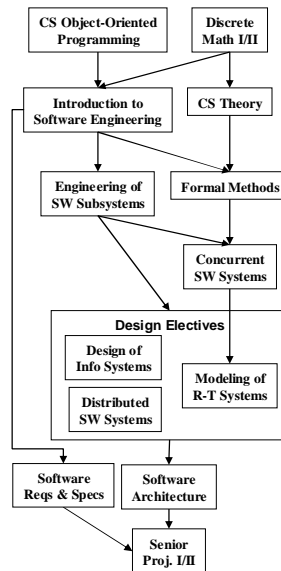 CS Object-Oriented
Programming
Discrete
Math I/II
Introduction to
Software Engineering
CS Theory
Engineering of
SW Subsystems
Formal Methods
Concurrent
SW Systems
Design Electives
Design of
Info Systems
Modeling of
R-T Systems
Distributed
SW Systems
Software
Reqs & Specs
Software
Architecture
Senior
Proj. I/II